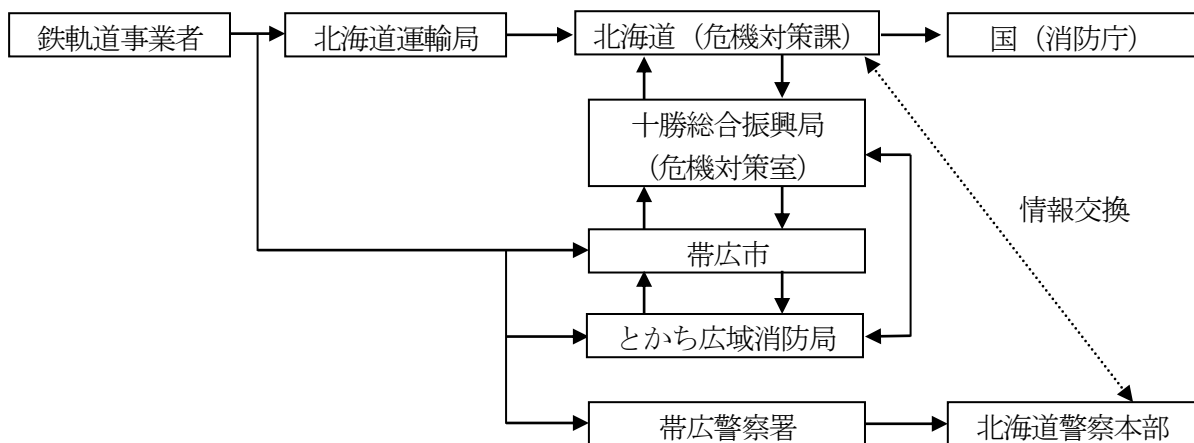 鉄軌道事業者
北海道運輸局
北海道（危機対策課）
国（消防庁）
十勝総合振興局
（危機対策室）
情報交換
帯広市
とかち広域消防局
帯広警察署
北海道警察本部